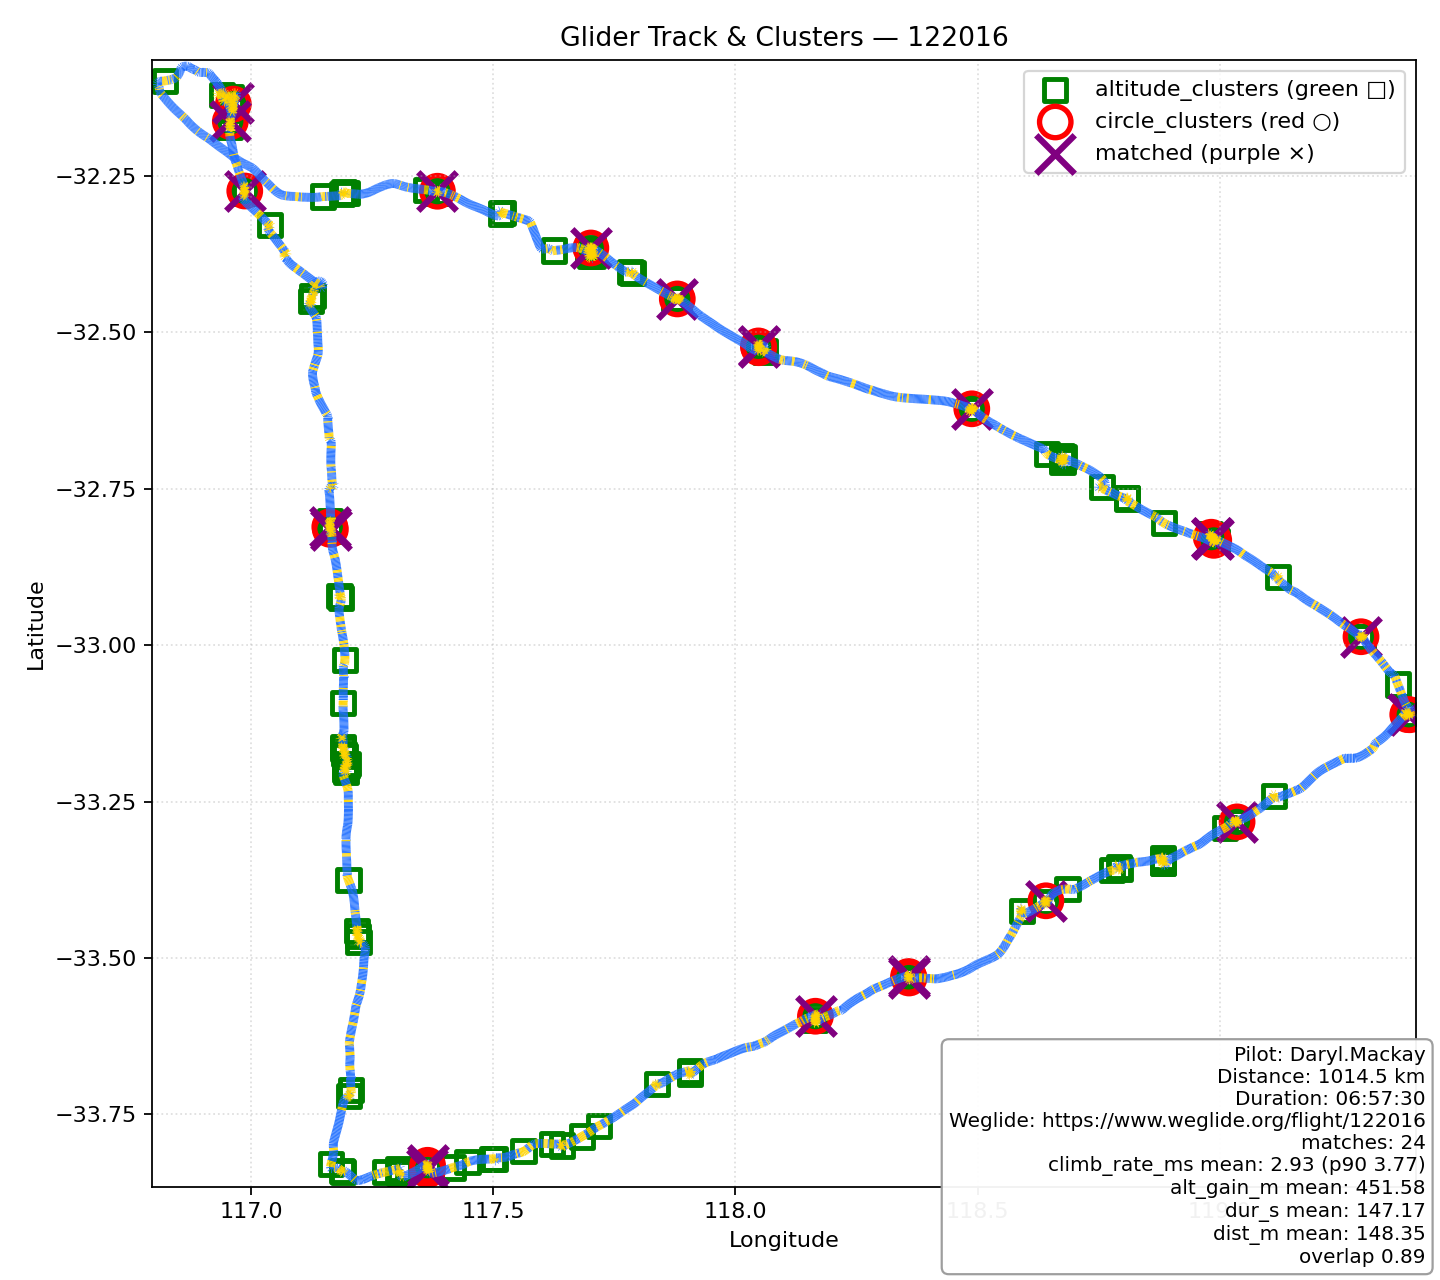 Glider Track & Clusters — 122016
altitude_clusters (green □)
circle_clusters (red ○)
matched (purple ×)
−32.25
−32.50
−32.75
−33.00
−33.25
−33.50
−33.75
Latitude
117.0
117.5
118.0
118.5
Longitude
Pilot: Daryl.Mackay
Distance: 1014.5 km
Duration: 06:57:30
Weglide: https://www.weglide.org/flight/122016
matches: 24
climb_rate_ms mean: 2.93 (p90 3.77)
alt_gain_m mean: 451.58
dur_s mean: 147.17
dist_m mean: 148.35
overlap 0.89